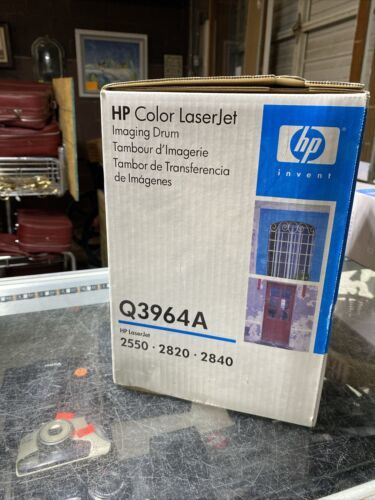 HP Color LaserJet
Imaging Drum
Tambour d'Imagerie
Tambor de Transferencia
de Imágenes
hp
invent
Q3964A
HP LaserJet
2550 · 2820 · 2840